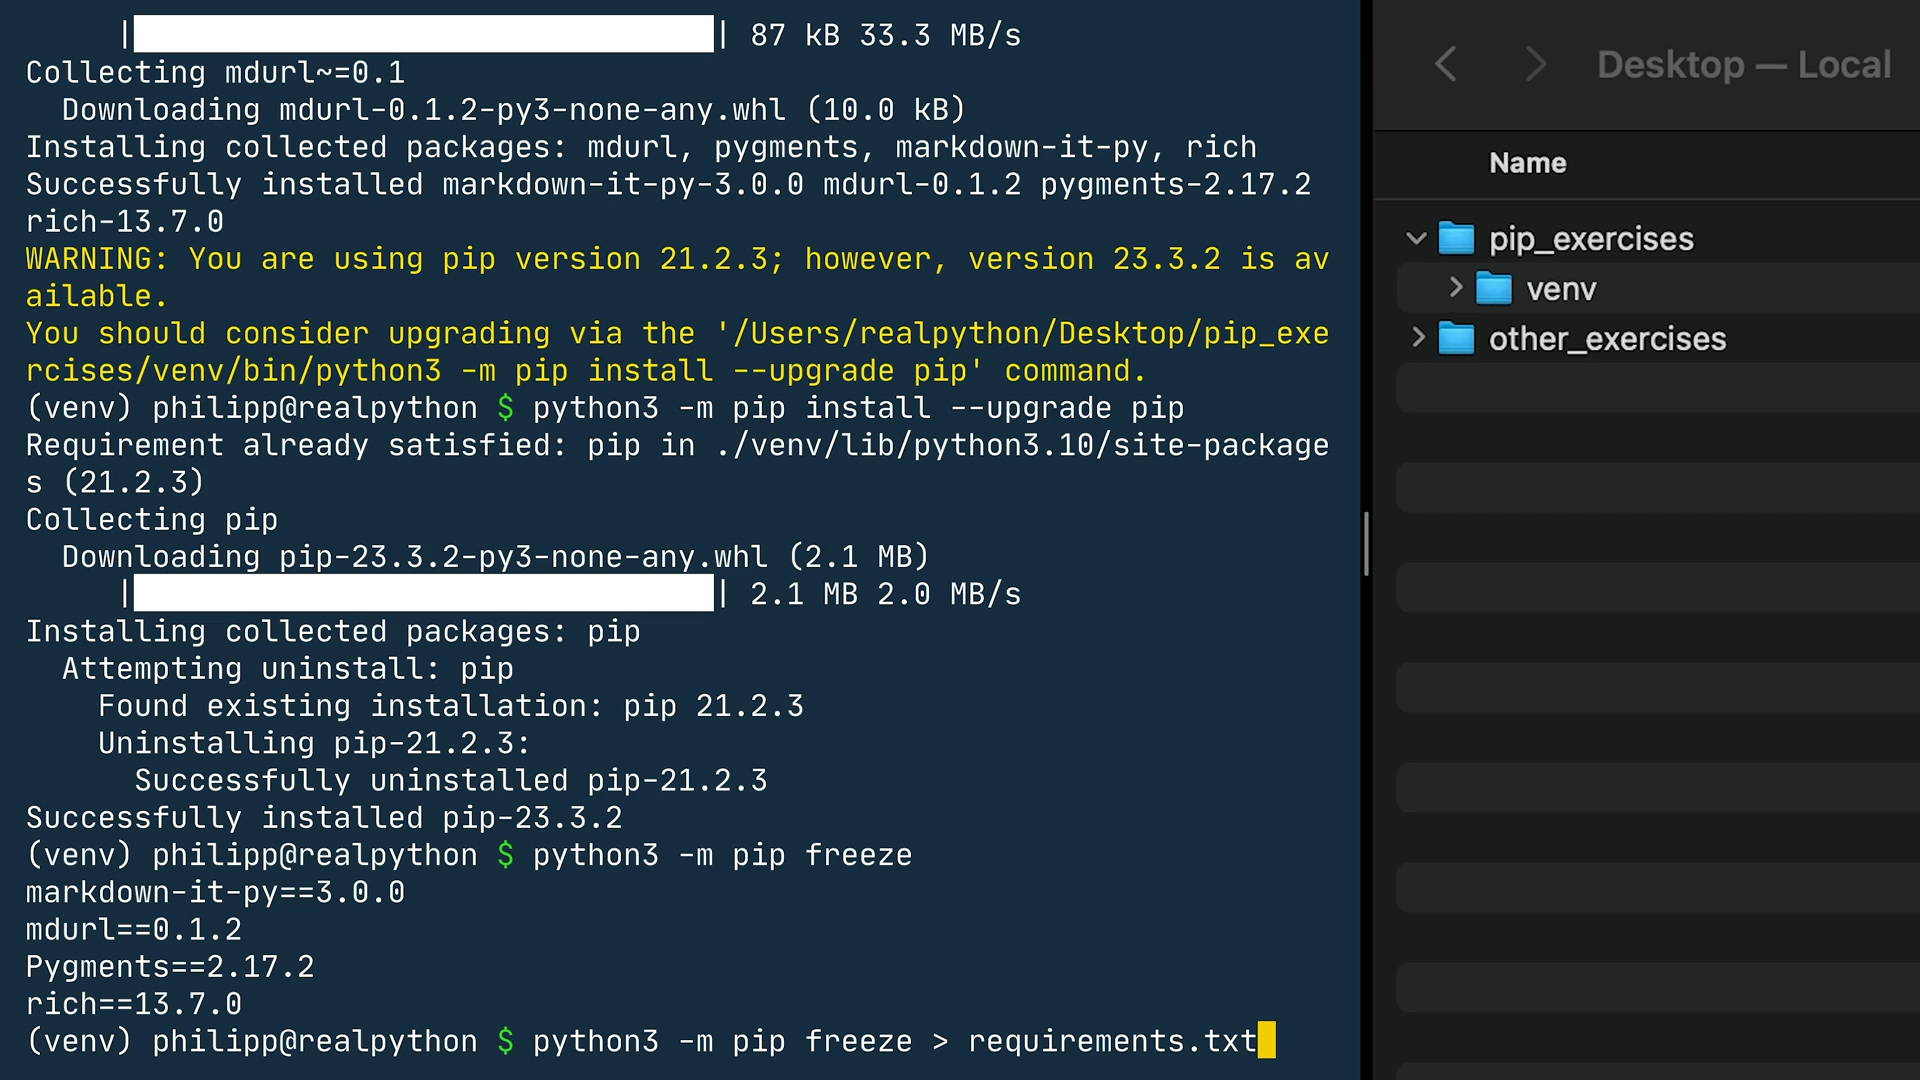 | | 87 kB 33.3 MB/s
Collecting mdurl~=0.1
Downloading mdurl-0.1.2-py3-none-any.whl (10.0 kB)
Installing collected packages: mdurl, pygments, markdown-it-py, rich
Successfully installed markdown-it-py-3.0.0 mdurl-0.1.2 pygments-2.17.2
rich-13.7.0
WARNING: You are using pip version 21.2.3; however, version 23.3.2 is av
ailable.
You should consider upgrading via the '/Users/realpython/Desktop/pip_exe
rcises/venv/bin/python3 -m pip install --upgrade pip' command.
(venv) philipp@realpython $ python3 -m pip install --upgrade pip
Requirement already satisfied: pip in ./venv/lib/python3.10/site-package
s (21.2.3)
Collecting pip
Downloading pip-23.3.2-py3-none-any.whl (2.1 MB)
| | 2.1 MB 2.0 MB/s
Installing collected packages: pip
Attempting uninstall: pip
Found existing installation: pip 21.2.3
Uninstalling pip-21.2.3:
Successfully uninstalled pip-21.2.3
Successfully installed pip-23.3.2
(venv) philipp@realpython $ python3 -m pip freeze
markdown-it-py==3.0.0
mdurl==0.1.2
Pygments==2.17.2
rich==13.7.0
(venv) philipp@realpython $ python3 -m pip freeze > requirements.txt
Desktop — Local
Name
pip_exercises
venv
other_exercises